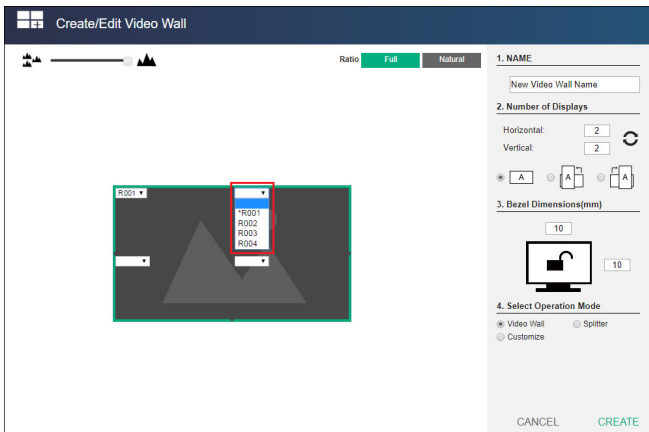 Create/Edit Video Wall
Ratio Full Natural
R001
*R001
R002
R003
R004
1. NAME
New Video Wall Name
2. Number of Displays
Horizontal: 2
Vertical: 2
A A A
3. Bezel Dimensions(mm)
10
10
4. Select Operation Mode
Video Wall Splitter
Customize
CANCEL CREATE